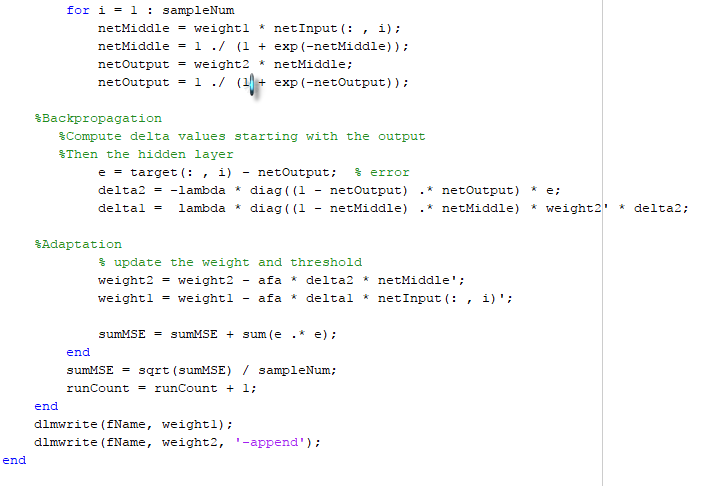 for i = 1 : sampleNum
netMiddle = weight1 * netInput(: , i);
netMiddle = 1 ./ (1 + exp(-netMiddle));
netOutput = weight2 * netMiddle;
netOutput = 1 ./ (1 + exp(-netOutput));
%Backpropagation
%Compute delta values starting with the output
%Then the hidden layer
e = target(: , i) - netOutput;  % error
delta2 = -lambda * diag((1 - netOutput) .* netOutput) * e;
delta1 =  lambda * diag((1 - netMiddle) .* netMiddle) * weight2' * delta2;
%Adaptation
% update the weight and threshold
weight2 = weight2 - afa * delta2 * netMiddle';
weight1 = weight1 - afa * delta1 * netInput(: , i)';
sumMSE = sumMSE + sum(e .* e);
end
sumMSE = sqrt(sumMSE) / sampleNum;
runCount = runCount + 1;
end
dlmwrite(fName, weight1);
dlmwrite(fName, weight2, '-append');
end